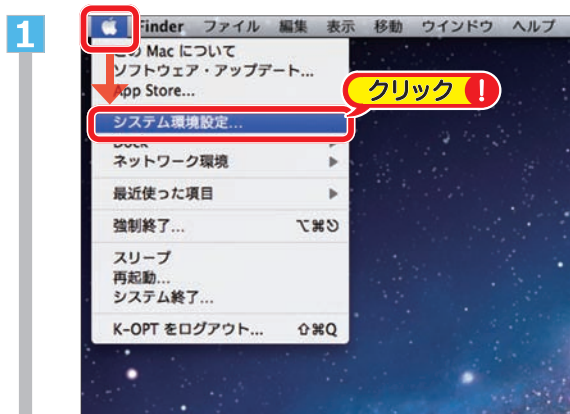 1
Finder ファイル 編集 表示 移動 ウインドウ ヘルプ
この Mac について
ソフトウェア・アップデート...
App Store...
クリック!
システム環境設定...
Dock
ネットワーク環境
最近使った項目
強制終了... ⌥⌘⎋
スリープ
再起動...
システム終了...
K-OPT をログアウト... ⇧⌘Q